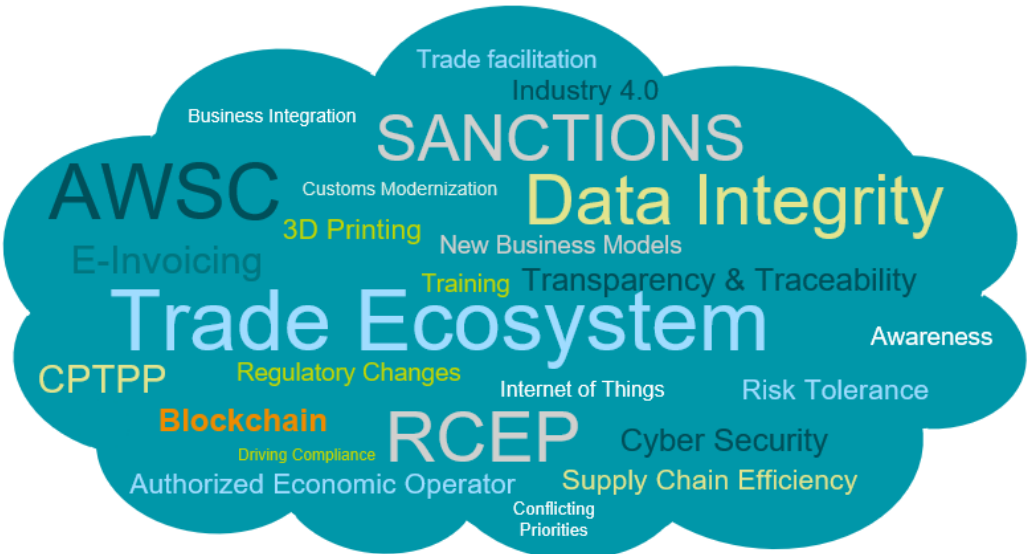 Trade facilitation
Industry 4.0
Business Integration
SANCTIONS
AWSC
Customs Modernization
Data Integrity
3D Printing
New Business Models
E-Invoicing
Training
Transparency & Traceability
Trade Ecosystem
Awareness
CPTPP
Regulatory Changes
Internet of Things
Risk Tolerance
Blockchain
RCEP
Cyber Security
Driving Compliance
Authorized Economic Operator
Supply Chain Efficiency
Conflicting
Priorities